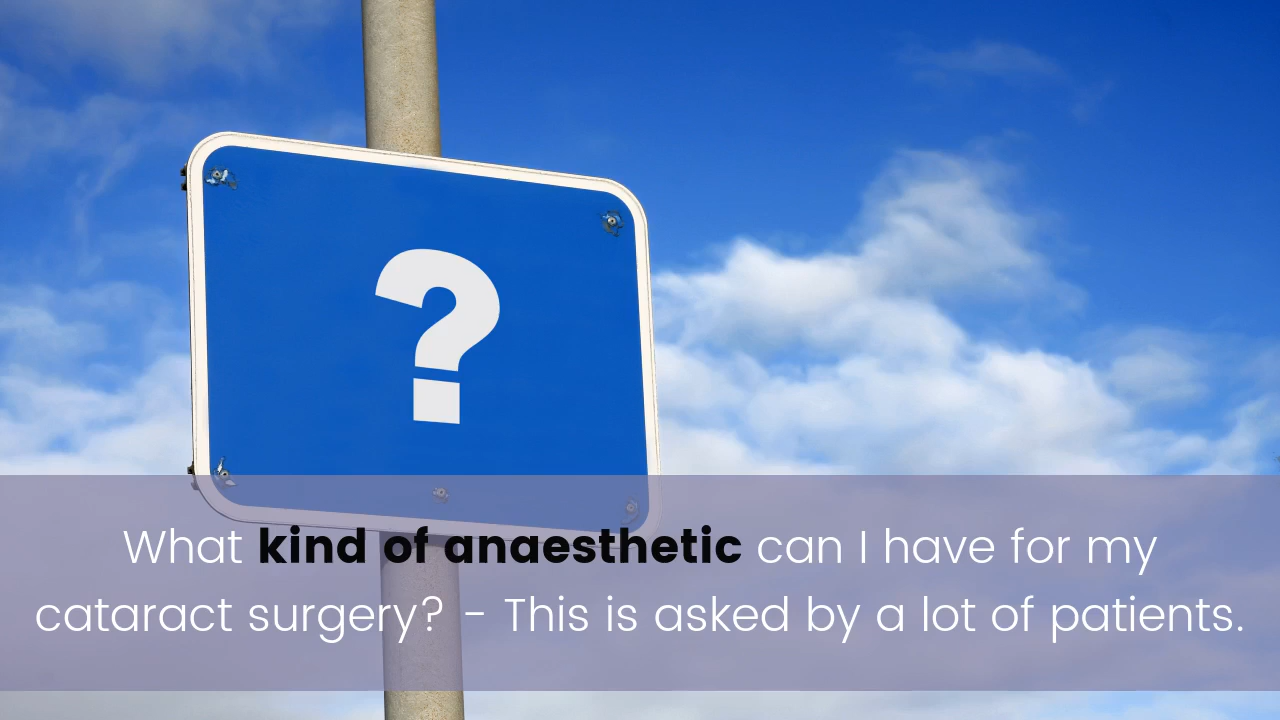 ?
What kind of anaesthetic can I have for my
cataract surgery? - This is asked by a lot of patients.